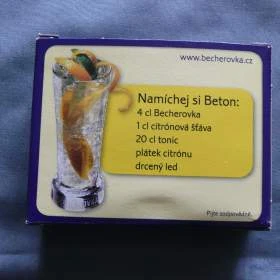 www.becherovka.cz
Namíchej si Beton:
4 cl Becherovka
1 cl citrónová šťáva
20 cl tonic
plátek citrónu
drcený led
Pijte zodpovědně.